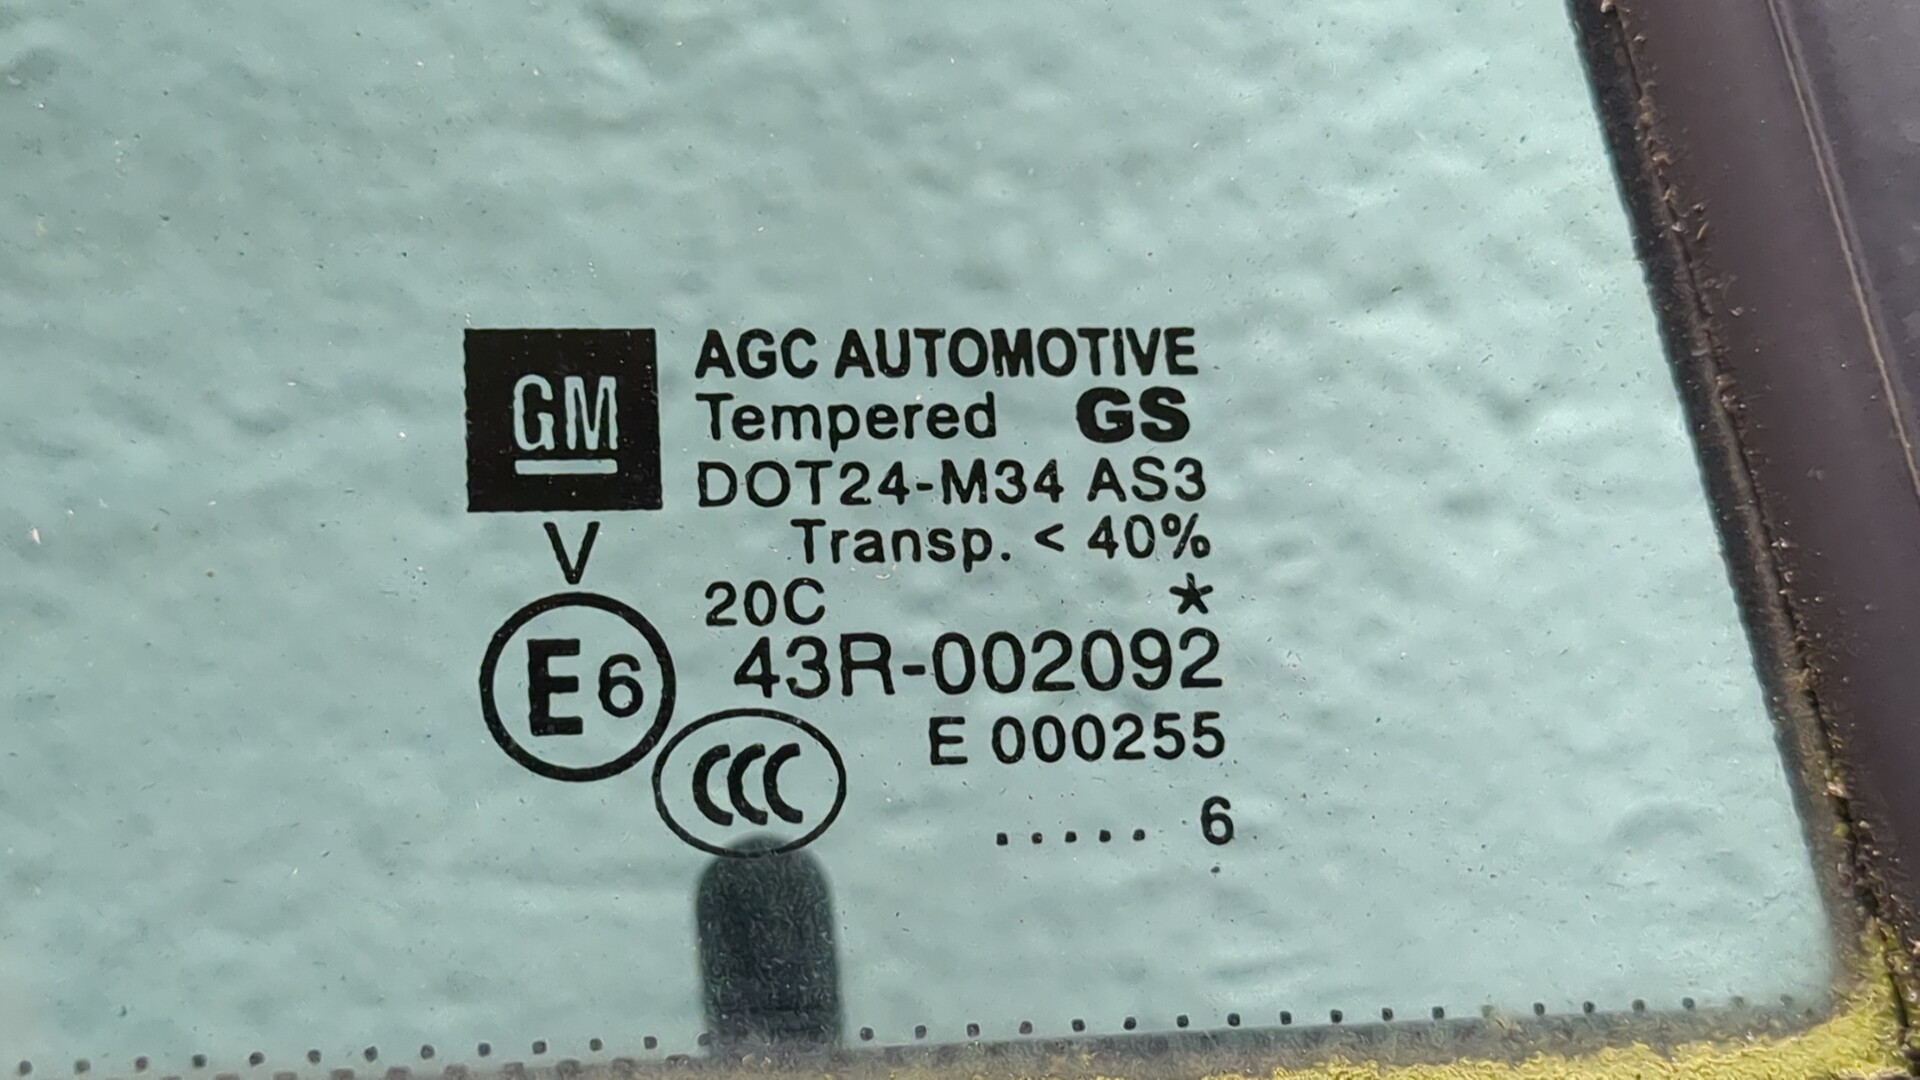 GM
AGC AUTOMOTIVE
Tempered GS
DOT24-M34 AS3
Transp. < 40%
V
20C *
E6
43R-002092
CCC
E 000255
..... 6
.